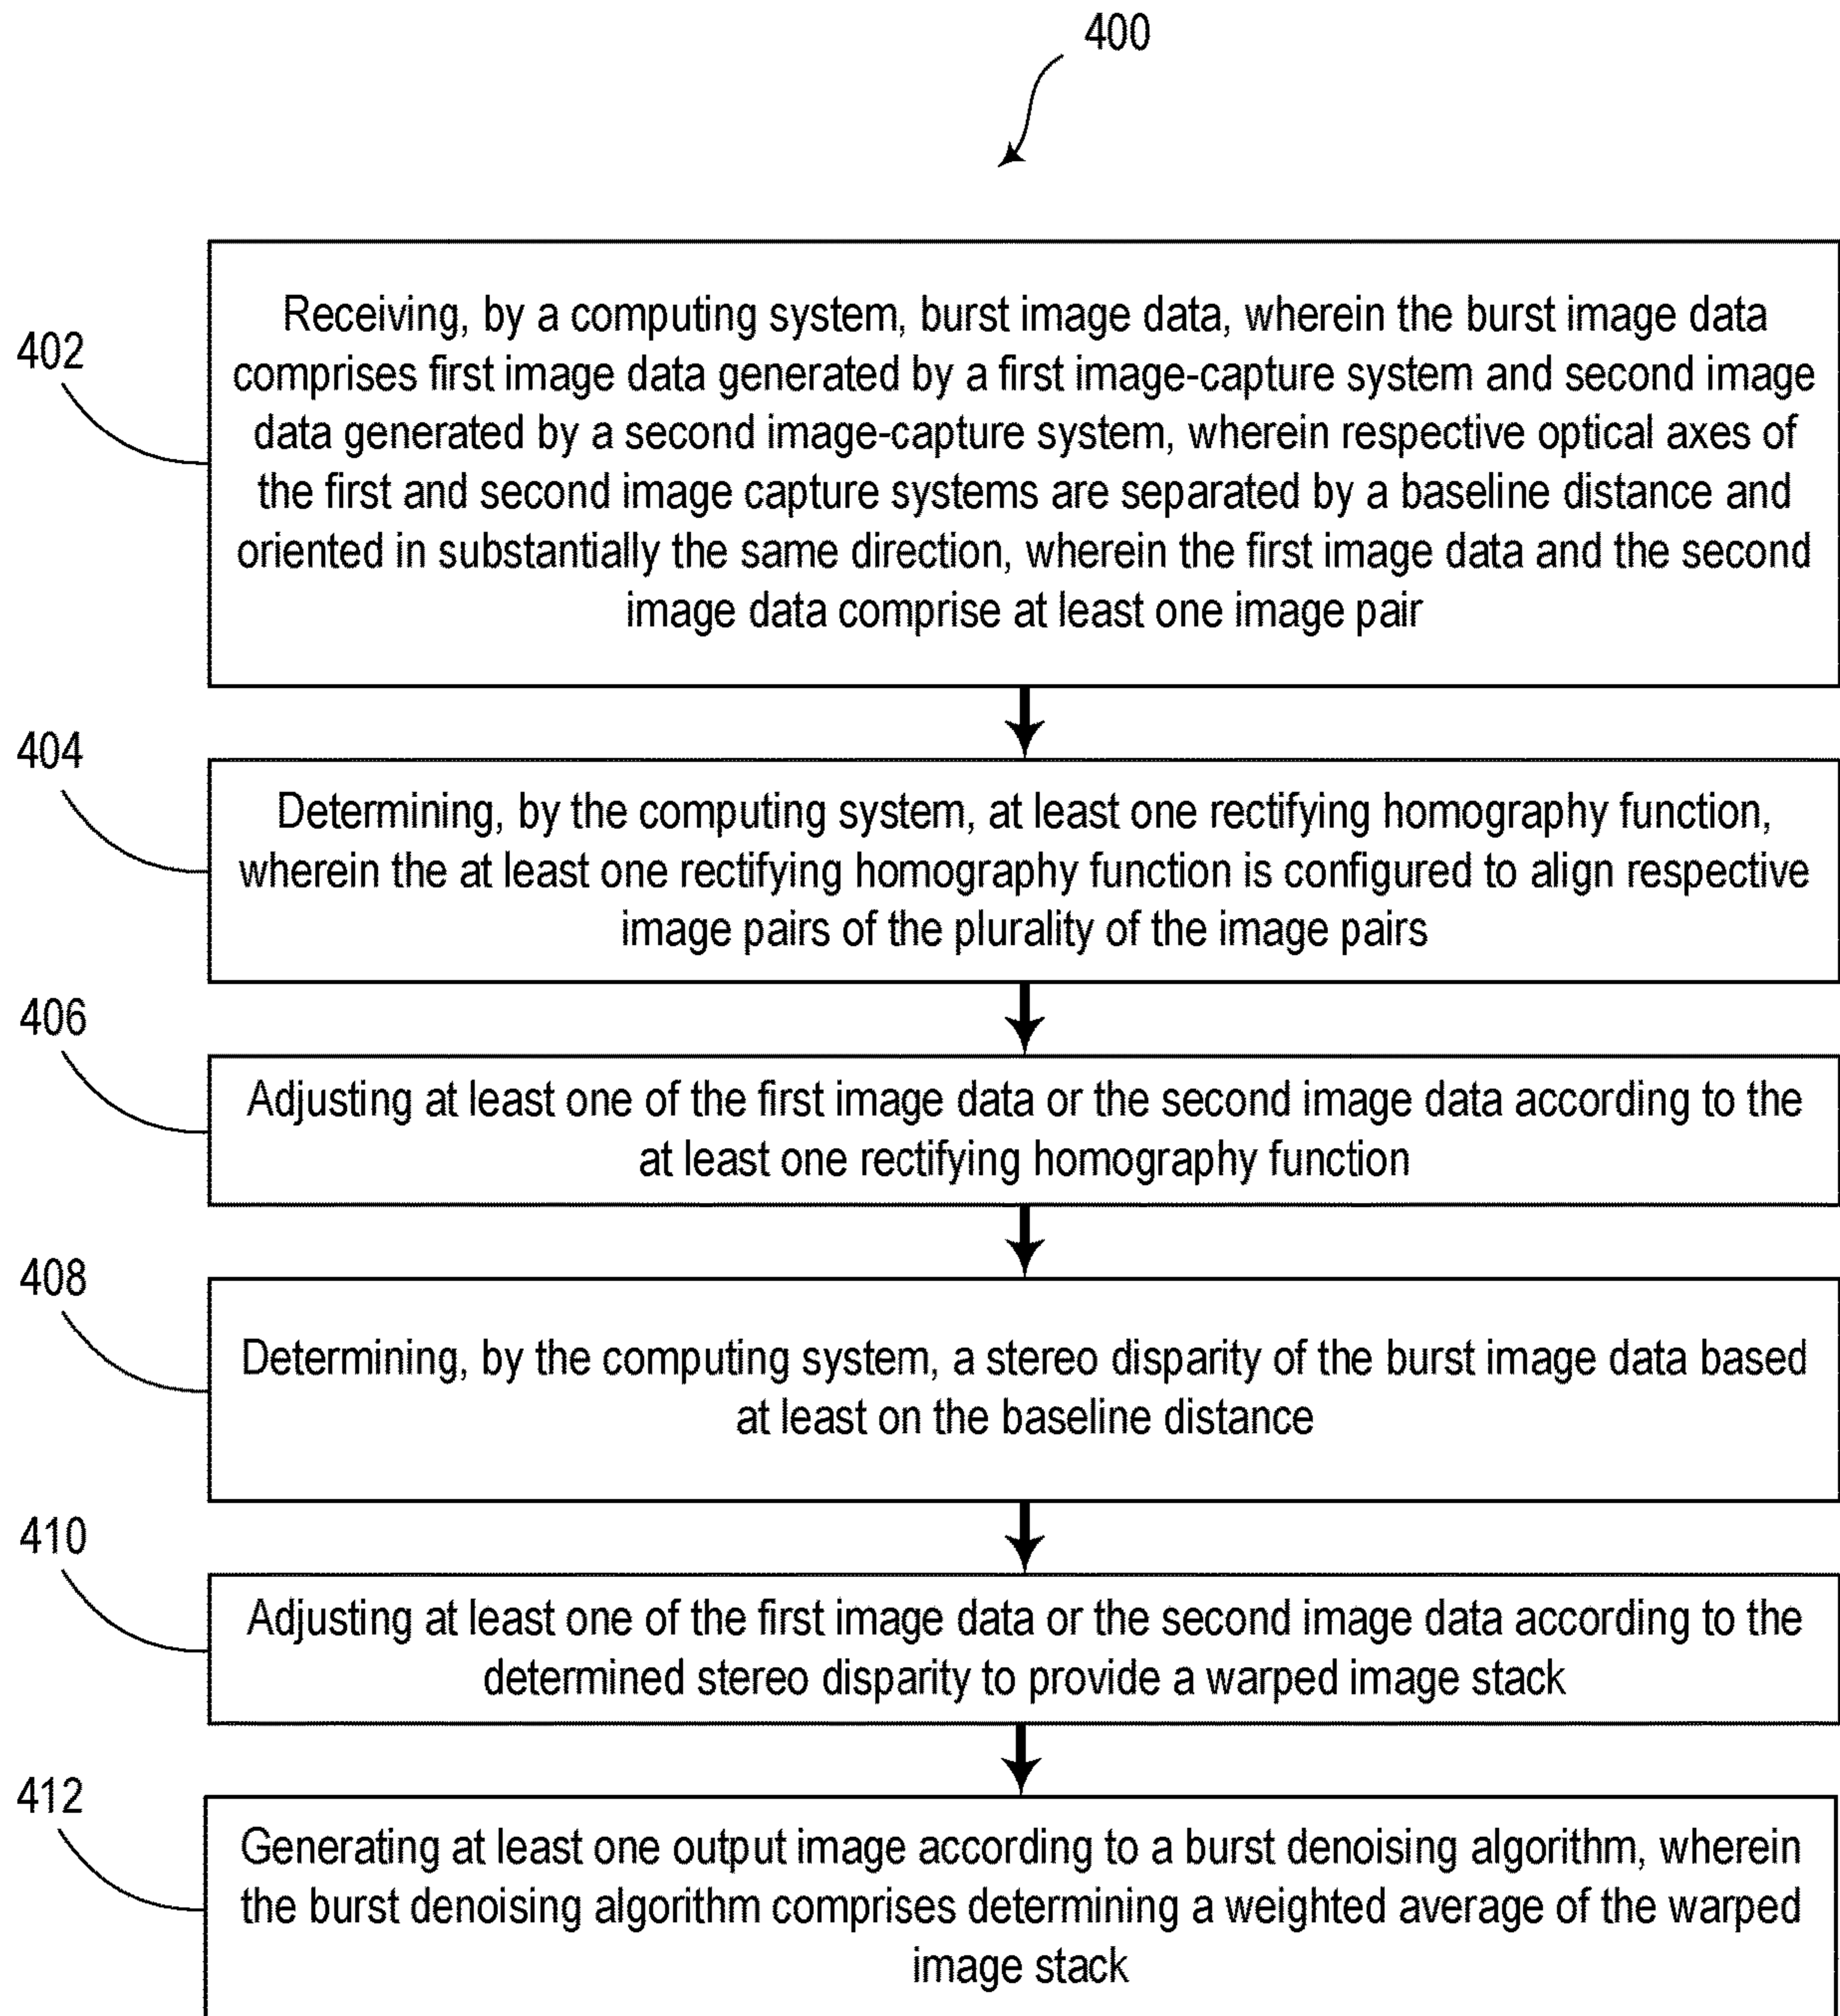 400
402
Receiving, by a computing system, burst image data, wherein the burst image data
comprises first image data generated by a first image-capture system and second image
data generated by a second image-capture system, wherein respective optical axes of
the first and second image capture systems are separated by a baseline distance and
oriented in substantially the same direction, wherein the first image data and the second
image data comprise at least one image pair
404
Determining, by the computing system, at least one rectifying homography function,
wherein the at least one rectifying homography function is configured to align respective
image pairs of the plurality of the image pairs
406
Adjusting at least one of the first image data or the second image data according to the
at least one rectifying homography function
408
Determining, by the computing system, a stereo disparity of the burst image data based
at least on the baseline distance
410
Adjusting at least one of the first image data or the second image data according to the
determined stereo disparity to provide a warped image stack
412
Generating at least one output image according to a burst denoising algorithm, wherein
the burst denoising algorithm comprises determining a weighted average of the warped
image stack